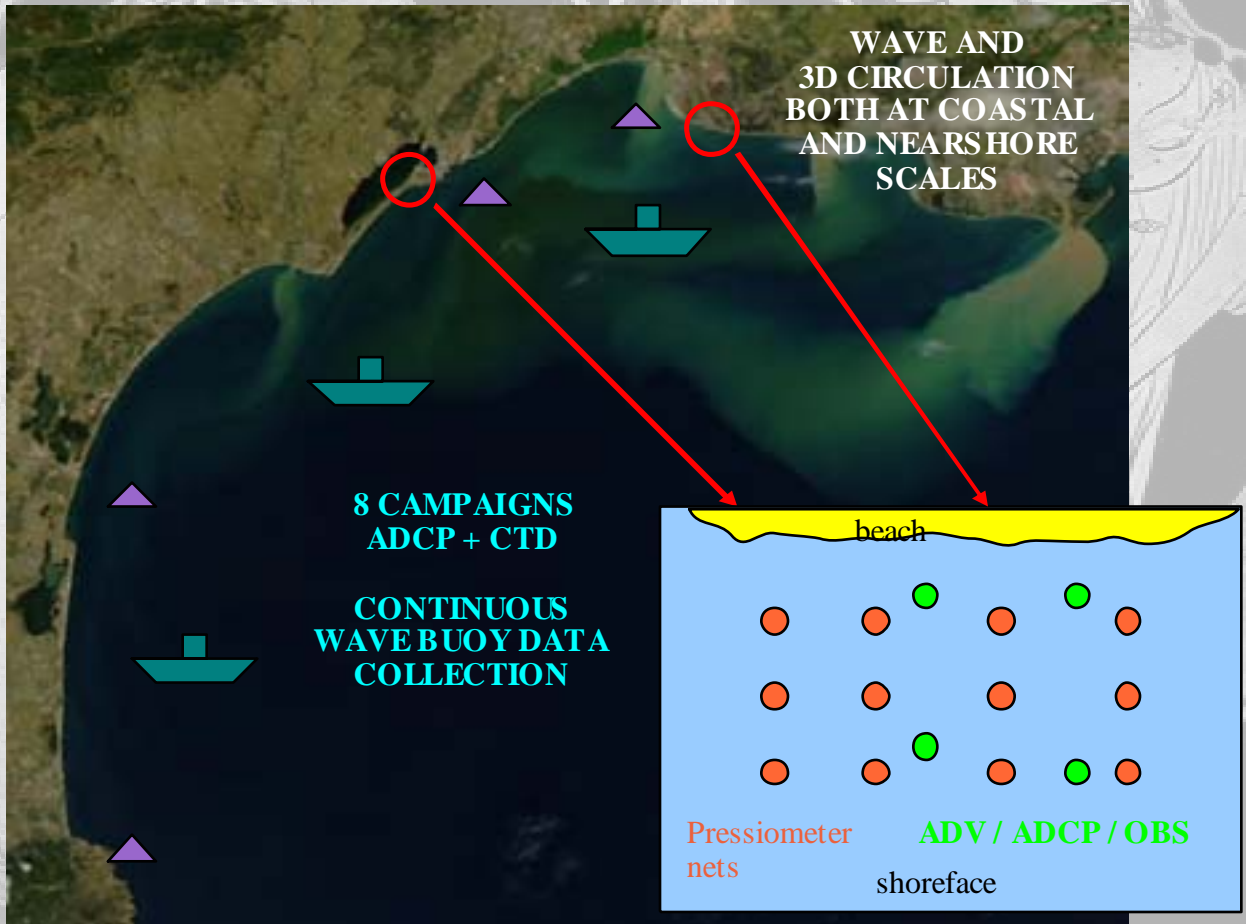 WAVE AND
3D CIRCULATION
BOTH AT COASTAL
AND NEARSHORE
SCALES
8 CAMPAIGNS
ADCP + CTD
CONTINUOUS
WAVE BUOY DATA
COLLECTION
beach
Pressiometer
nets
ADV / ADCP / OBS
shoreface